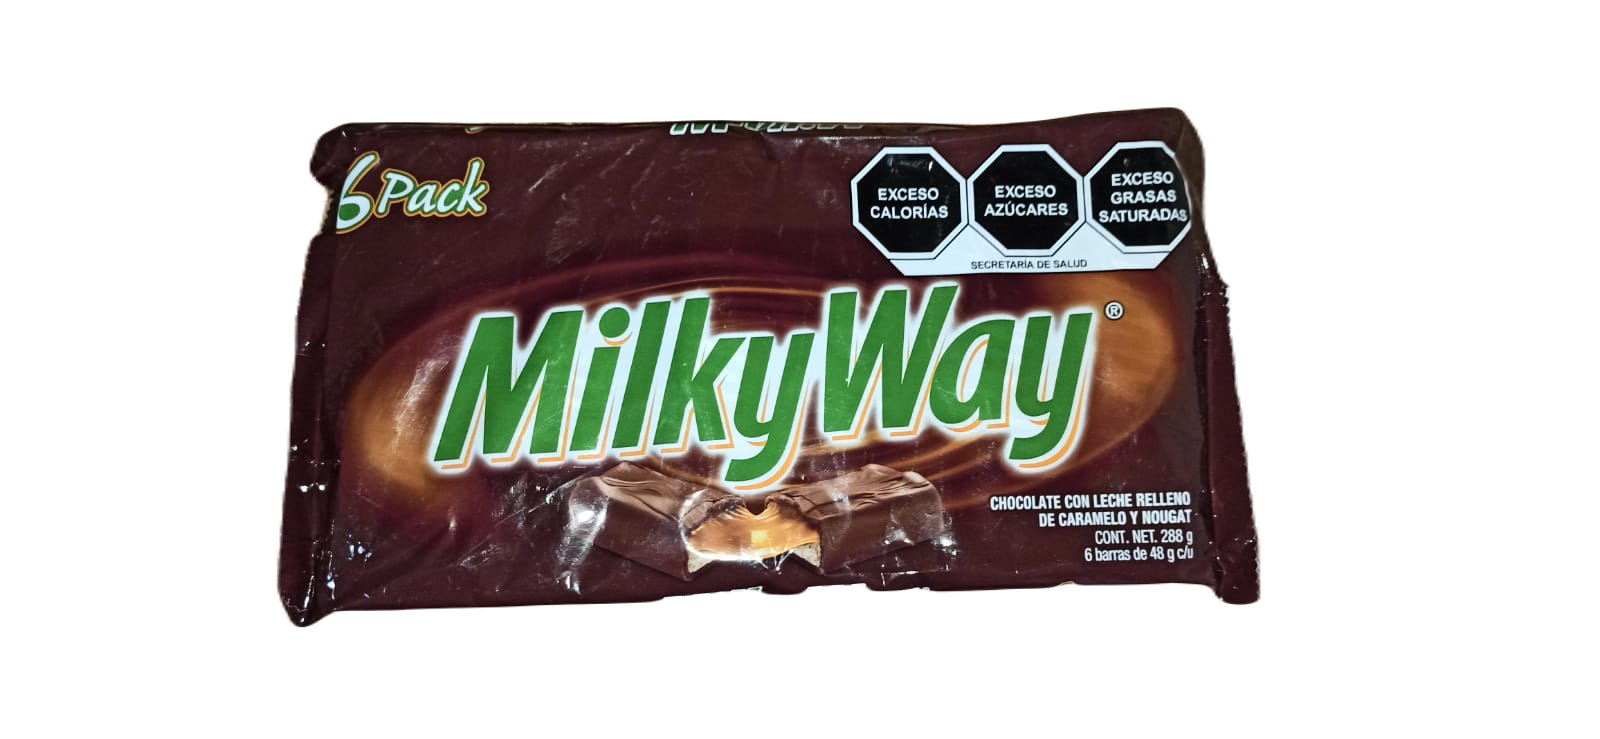 6 Pack
EXCESO
CALORÍAS
EXCESO
AZÚCARES
EXCESO
GRASAS
SATURADAS
SECRETARÍA DE SALUD
MilkyWay®
CHOCOLATE CON LECHE RELLENO
DE CARAMELO Y NOUGAT
CONT. NET. 288 g
6 barras de 48 g c/u